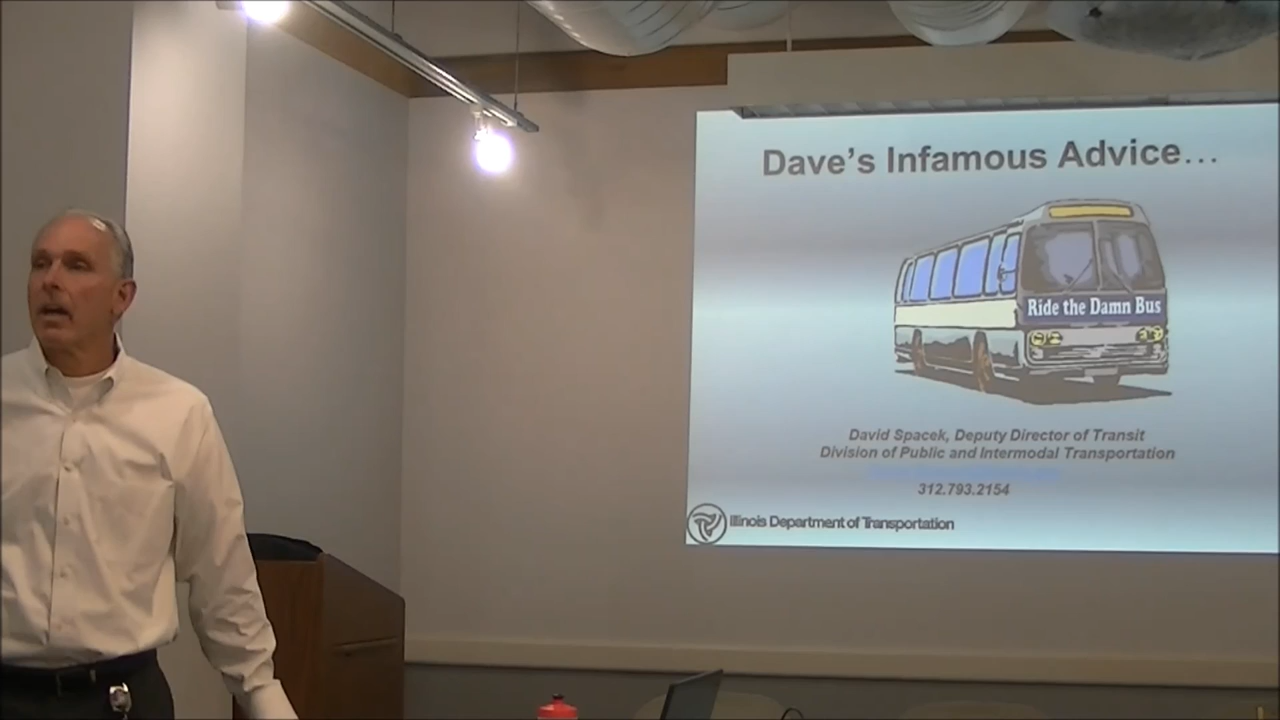 Dave's Infamous Advice…
Ride the Damn Bus
David Spacek, Deputy Director of Transit
Division of Public and Intermodal Transportation
312.793.2154
Illinois Department of Transportation